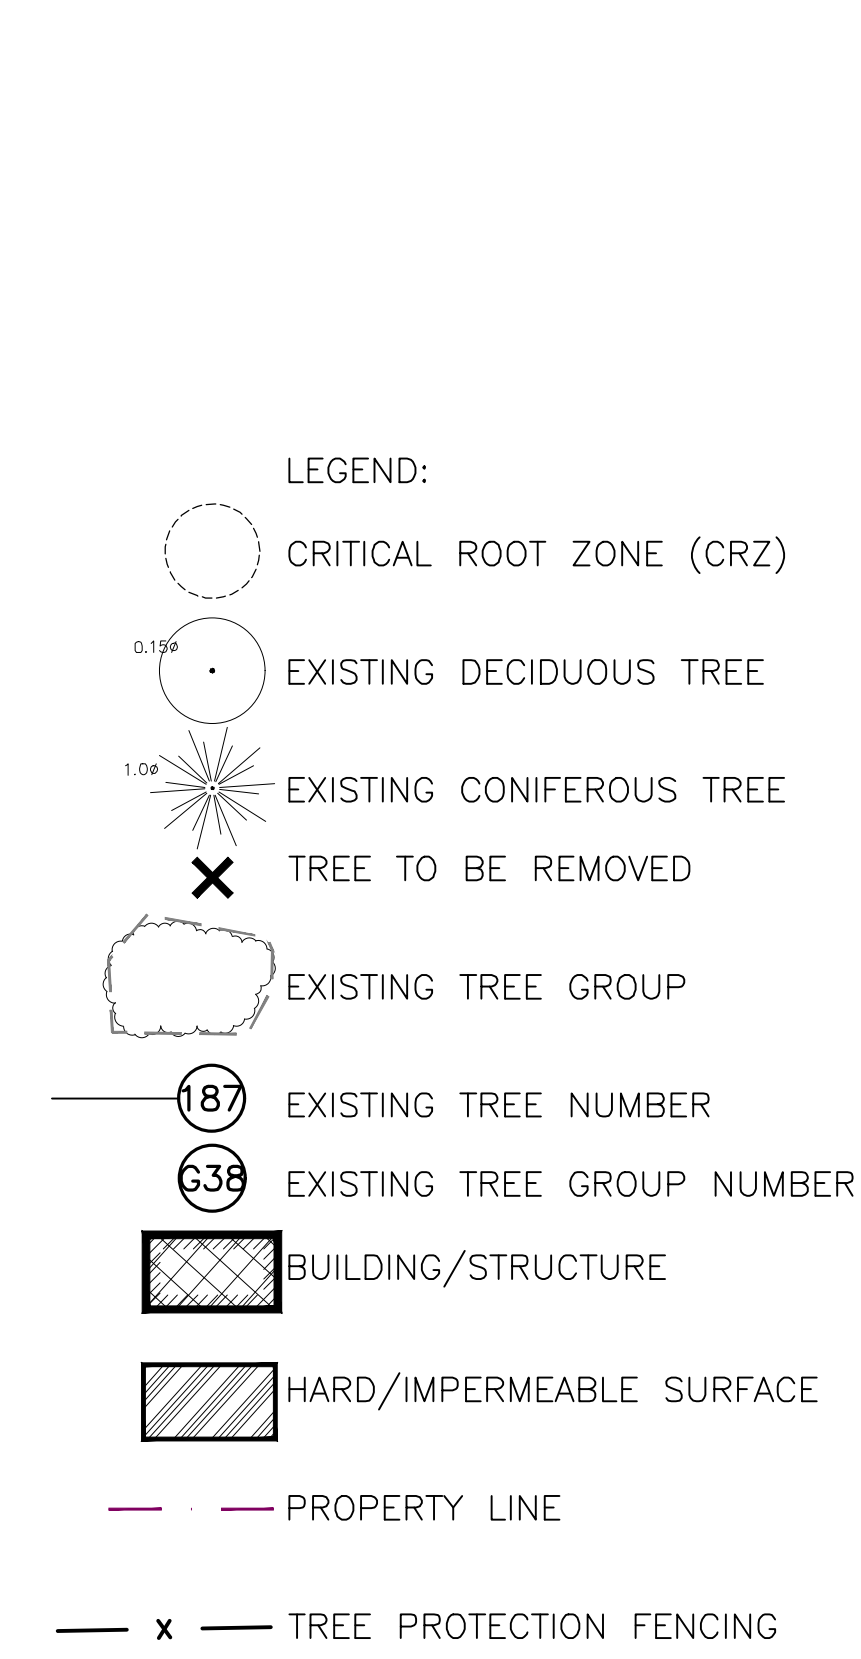 LEGEND:
CRITICAL ROOT ZONE (CRZ)
0.15ø
EXISTING DECIDUOUS TREE
1.0ø
EXISTING CONIFEROUS TREE
TREE TO BE REMOVED
EXISTING TREE GROUP
187 EXISTING TREE NUMBER
G38 EXISTING TREE GROUP NUMBER
BUILDING/STRUCTURE
HARD/IMPERMEABLE SURFACE
PROPERTY LINE
x TREE PROTECTION FENCING